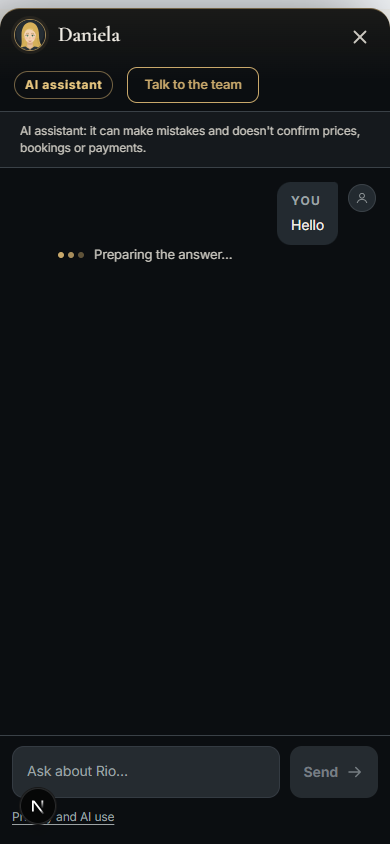 Daniela
AI assistant
Talk to the team
AI assistant: it can make mistakes and doesn't confirm prices,
bookings or payments.
YOU
Hello
Preparing the answer...
Ask about Rio...
Send
N
and AI use